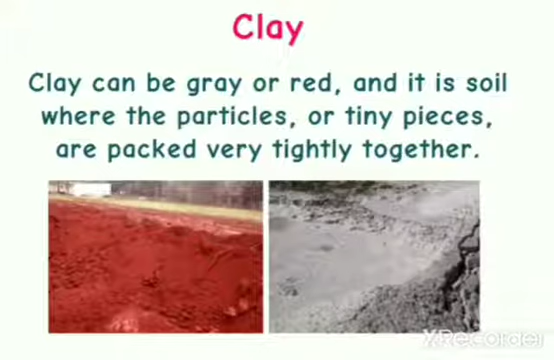 Clay
Clay can be gray or red, and it is soil
where the particles, or tiny pieces,
are packed very tightly together.
XRecorder